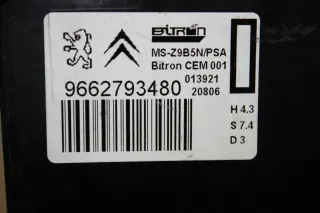 BITRON
MS-Z9B5N/PSA
Bitron CEM 001
013921
9662793480 20806
H 4.3
S 7.4
D 3